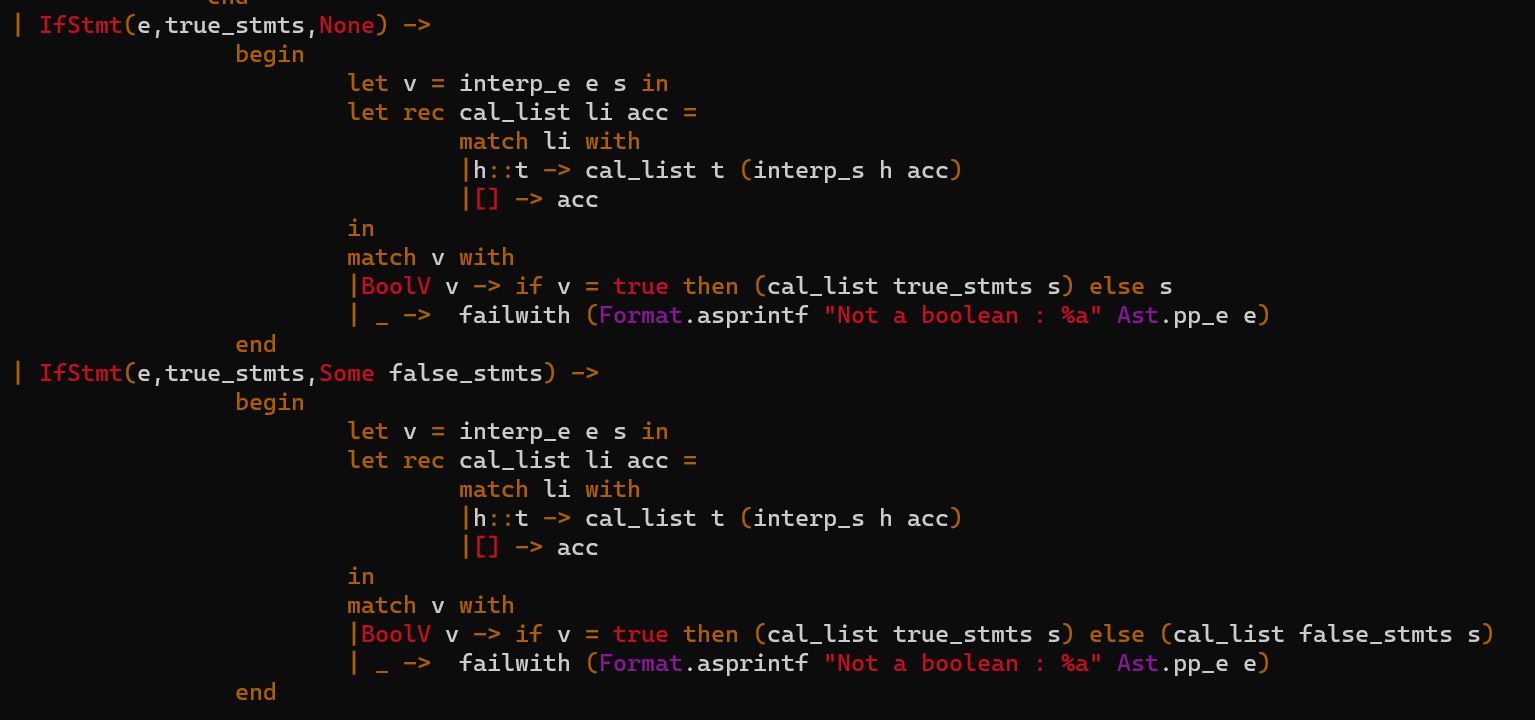 end
| IfStmt(e,true_stmts,None) ->
begin
let v = interp_e e s in
let rec cal_list li acc =
match li with
|h::t -> cal_list t (interp_s h acc)
|[] -> acc
in
match v with
|BoolV v -> if v = true then (cal_list true_stmts s) else s
| _ -> failwith (Format.asprintf "Not a boolean : %a" Ast.pp_e e)
end
| IfStmt(e,true_stmts,Some false_stmts) ->
begin
let v = interp_e e s in
let rec cal_list li acc =
match li with
|h::t -> cal_list t (interp_s h acc)
|[] -> acc
in
match v with
|BoolV v -> if v = true then (cal_list true_stmts s) else (cal_list false_stmts s)
| _ -> failwith (Format.asprintf "Not a boolean : %a" Ast.pp_e e)
end